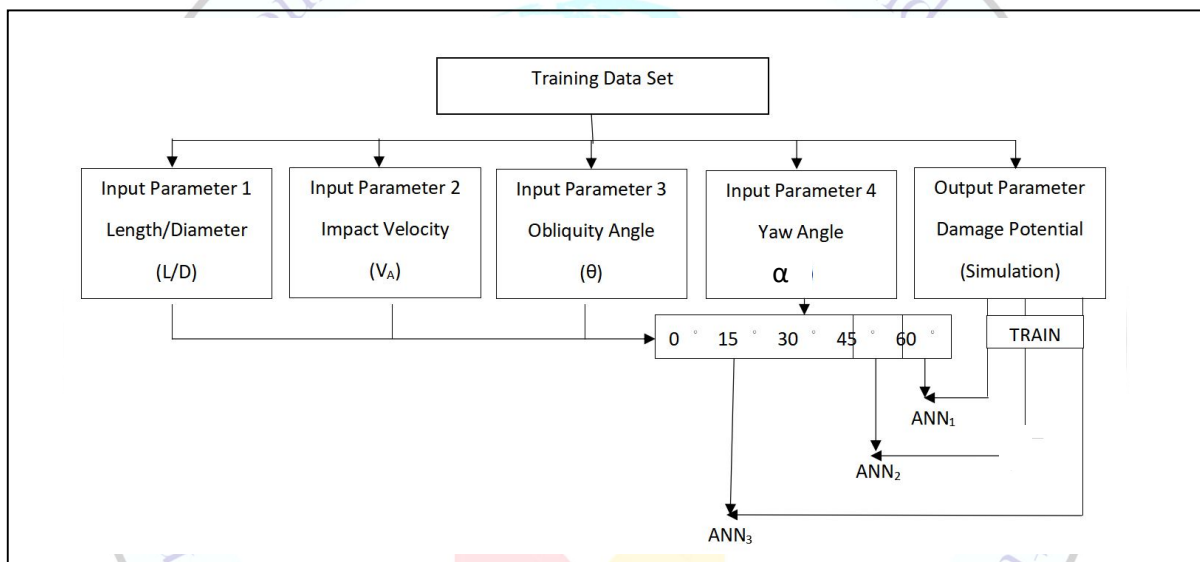 Training Data Set
Input Parameter 1
Length/Diameter
(L/D)
Input Parameter 2
Impact Velocity
(V_A)
Input Parameter 3
Obliquity Angle
(θ)
Input Parameter 4
Yaw Angle
α
Output Parameter
Damage Potential
(Simulation)
0 ° 15 ° 30 ° 45 ° 60 °
TRAIN
ANN₁
ANN₂
ANN₃